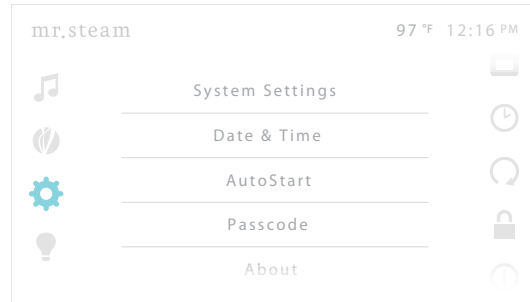 mr.steam 97 °F 12:16 PM
System Settings
Date & Time
AutoStart
Passcode
About